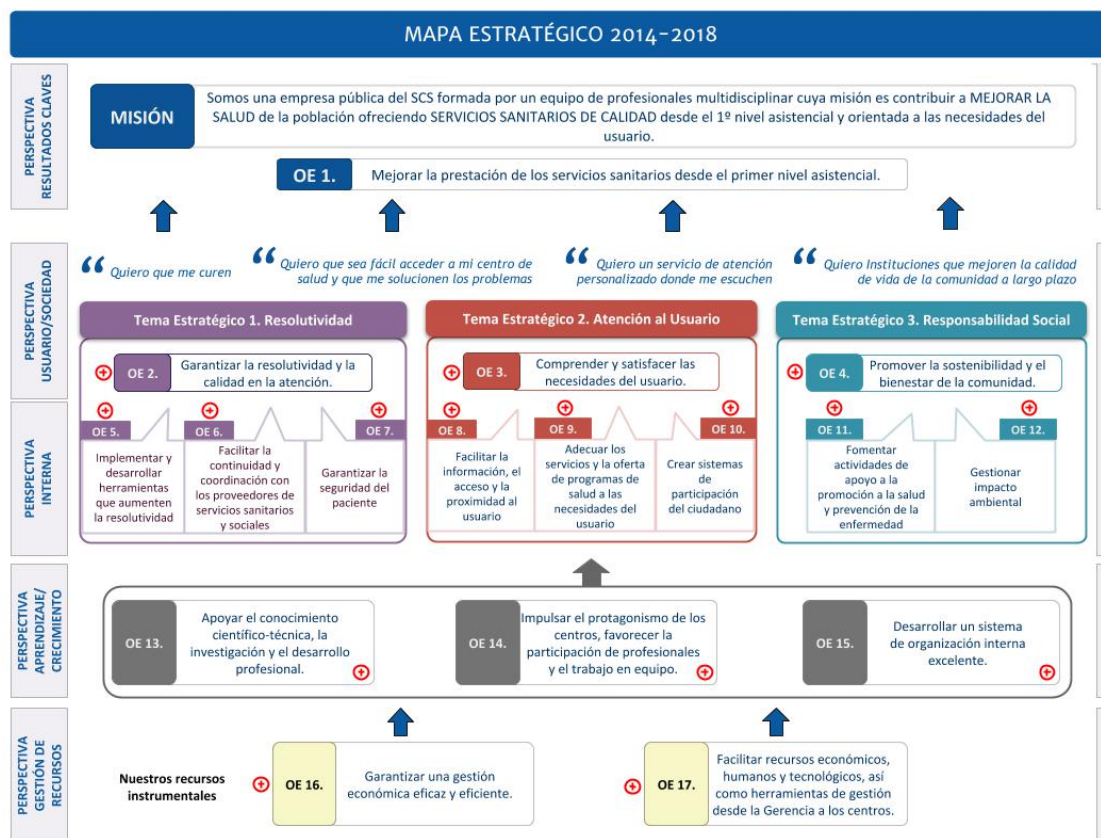 MAPA ESTRATÉGICO 2014-2018
PERSPECTIVA
RESULTADOS CLAVES
MISIÓN
Somos una empresa pública del SCS formada por un equipo de profesionales multidisciplinar cuya misión es contribuir a MEJORAR LA
SALUD de la población ofreciendo SERVICIOS SANITARIOS DE CALIDAD desde el 1º nivel asistencial y orientada a las necesidades del
usuario.
OE 1.
Mejorar la prestación de los servicios sanitarios desde el primer nivel asistencial.
PERSPECTIVA
USUARIO/SOCIEDAD
“ Quiero que me curen
“ Quiero que sea fácil acceder a mi centro de
salud y que me solucionen los problemas
“ Quiero un servicio de atención
personalizado donde me escuchen
“ Quiero Instituciones que mejoren la calidad
de vida de la comunidad a largo plazo
Tema Estratégico 1. Resolutividad
OE 2.
Garantizar la resolutividad y la
calidad en la atención.
Tema Estratégico 2. Atención al Usuario
OE 3.
Comprender y satisfacer las
necesidades del usuario.
Tema Estratégico 3. Responsabilidad Social
OE 4.
Promover la sostenibilidad y el
bienestar de la comunidad.
PERSPECTIVA
INTERNA
OE 5.
Implementar y
desarrollar
herramientas
que aumenten
la resolutividad
OE 6.
Facilitar la
continuidad y
coordinación con
los proveedores de
servicios sanitarios
y sociales
OE 7.
Garantizar la
seguridad del
paciente
OE 8.
Facilitar la
información, el
acceso y la
proximidad al
usuario
OE 9.
Adecuar los
servicios y la oferta
de programas de
salud a las
necesidades del
usuario
OE 10.
Crear sistemas
de
participación
del ciudadano
OE 11.
Fomentar
actividades de
apoyo a la
promoción a la salud
y prevención de la
enfermedad
OE 12.
Gestionar
impacto
ambiental
PERSPECTIVA
APRENDIZAJE/
CRECIMIENTO
OE 13.
Apoyar el conocimiento
científico-técnica, la
investigación y el desarrollo
profesional.
OE 14.
Impulsar el protagonismo de los
centros, favorecer la
participación de profesionales
y el trabajo en equipo.
OE 15.
Desarrollar un sistema
de organización interna
excelente.
PERSPECTIVA
GESTIÓN DE
RECURSOS
Nuestros recursos
instrumentales
OE 16.
Garantizar una gestión
económica eficaz y eficiente.
OE 17.
Facilitar recursos económicos,
humanos y tecnológicos, así
como herramientas de gestión
desde la Gerencia a los centros.